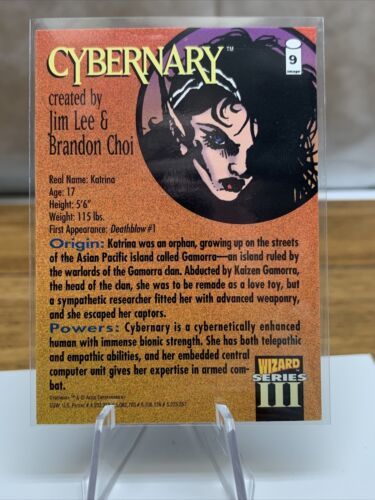 CYBERNARY™
9
image
created by
Jim Lee &
Brandon Choi
Real Name: Katrina
Age: 17
Height: 5'6"
Weight: 115 lbs.
First Appearance: Deathblow #1
Origin: Katrina was an orphan, growing up on the streets
of the Asian Pacific island called Gamorra—an island ruled by
the warlords of the Gamorra clan. Abducted by Kaizen Gamorra,
the head of the clan, she was to be remade as a love toy, but
a sympathetic researcher fitted her with advanced weaponry,
and she escaped her captors.
Powers: Cybernary is a cybernetically enhanced
human with immense bionic strength. She has both telepathic
and empathic abilities, and her embedded central
computer unit gives her expertise in armed com-
bat.
WIZARD
SERIES
III